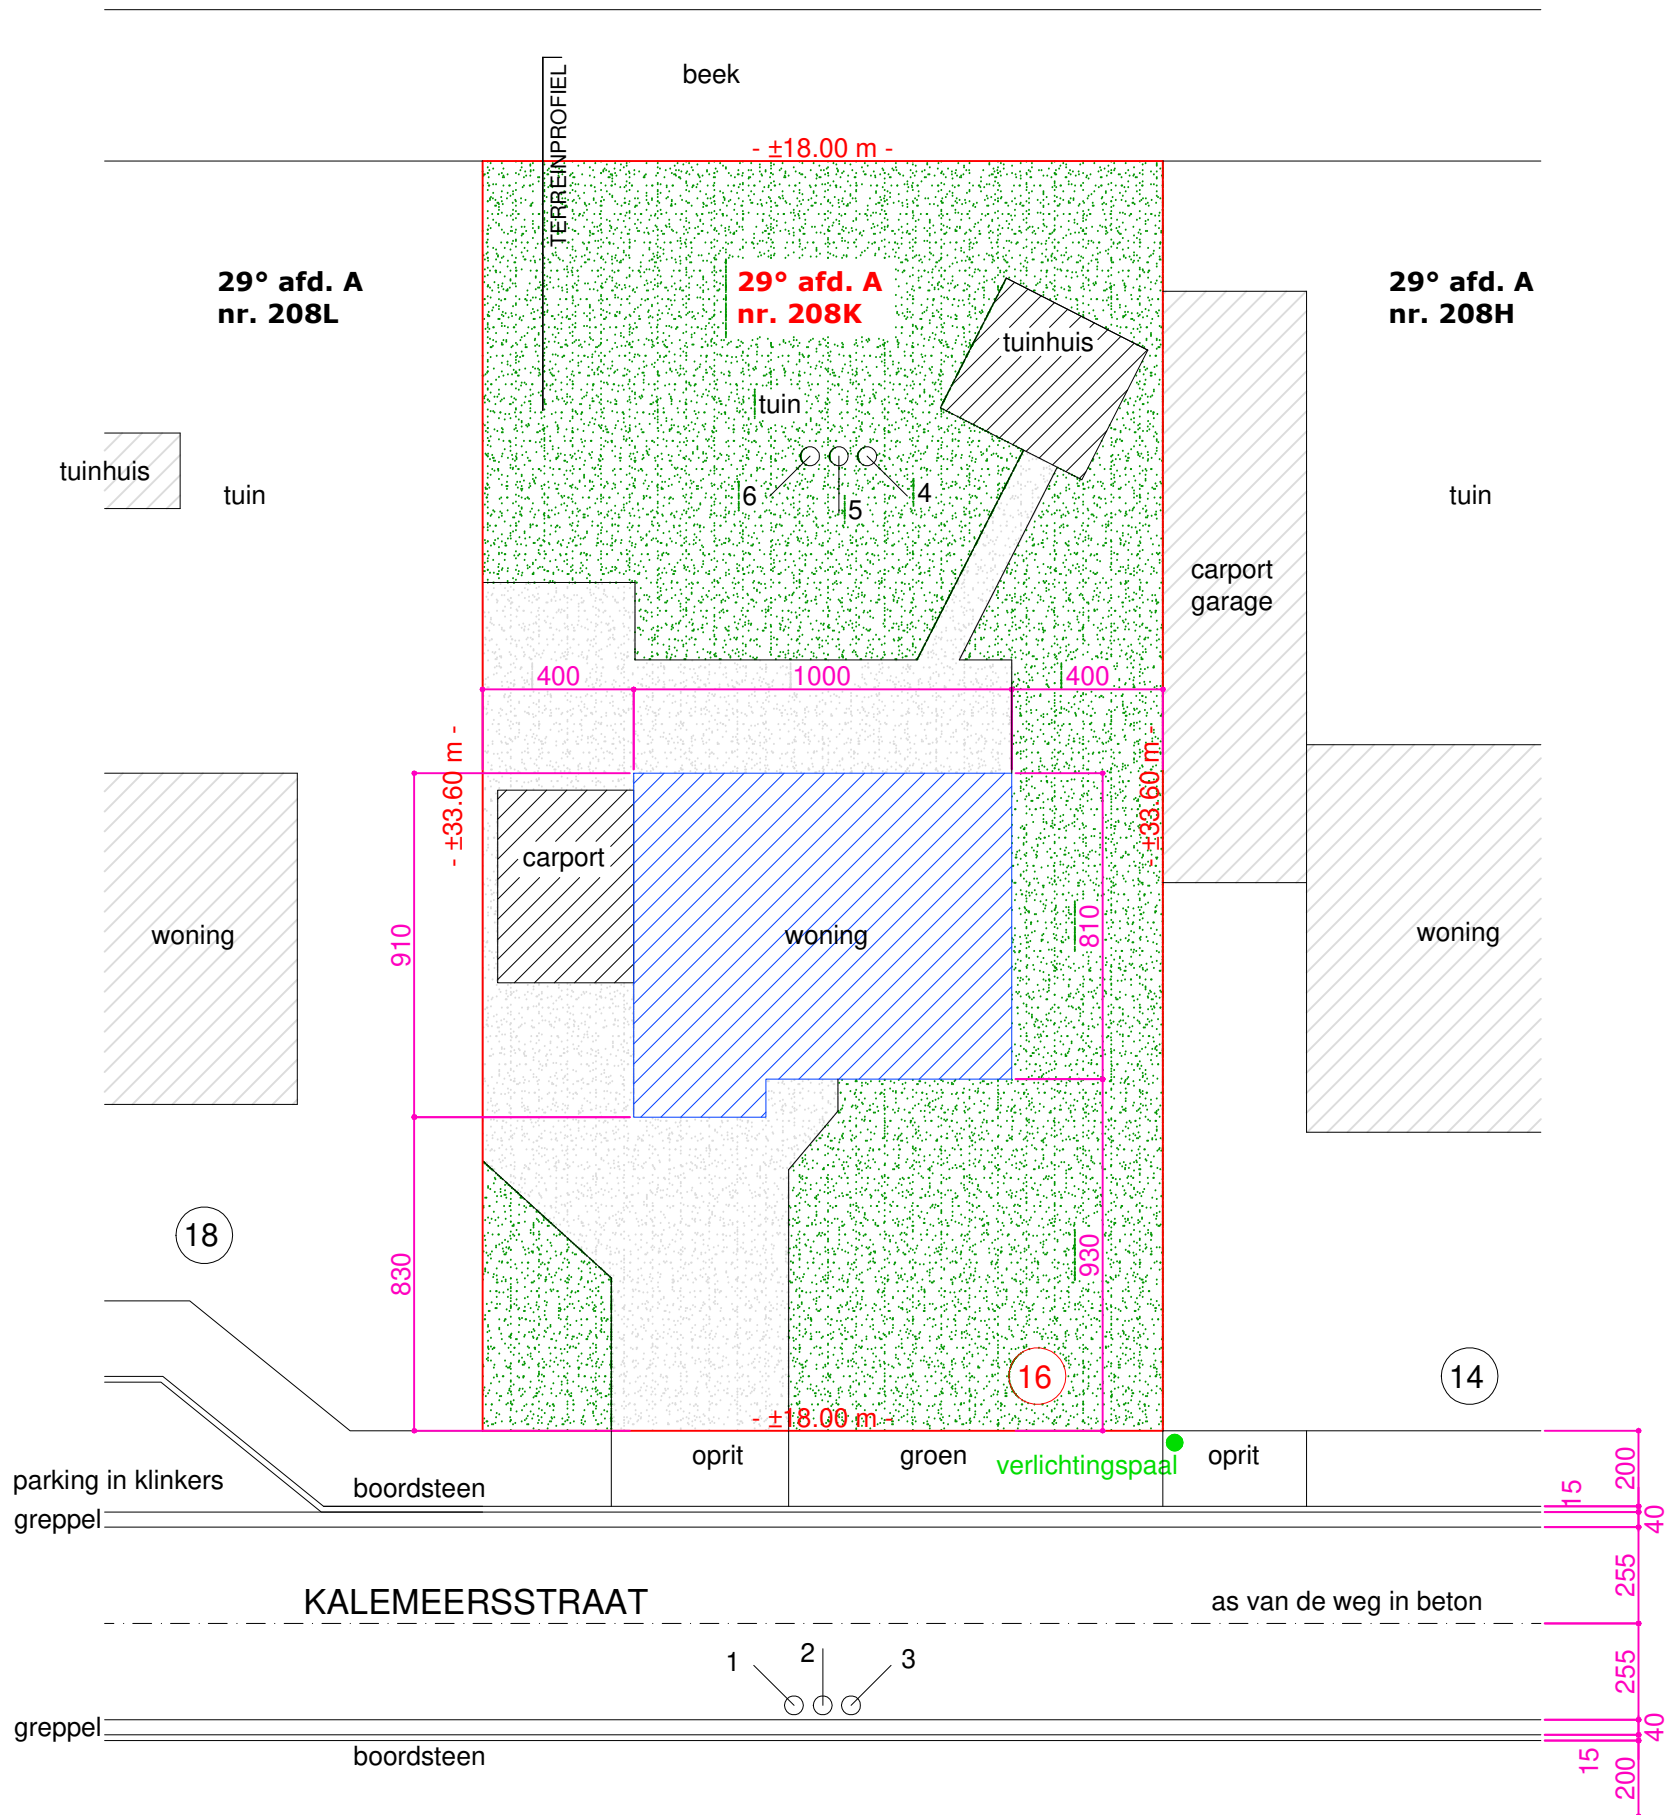 beek
TERREINPROFIEL
- ±18.00 m -
29° afd. A
nr. 208L
29° afd. A
nr. 208K
29° afd. A
nr. 208H
tuinhuis
tuin
tuinhuis
tuin
tuin
6
5
4
carport
garage
400
1000
400
- ±33.60 m -
- ±33.60 m -
carport
woning
woning
woning
910
810
830
930
18
16
14
- ±18.00 m -
oprit
groen
verlichtingspaal
oprit
parking in klinkers
boordsteen
greppel
200
15
40
255
KALEMEERSSTRAAT
as van de weg in beton
1
2
3
255
greppel
boordsteen
40
15
200